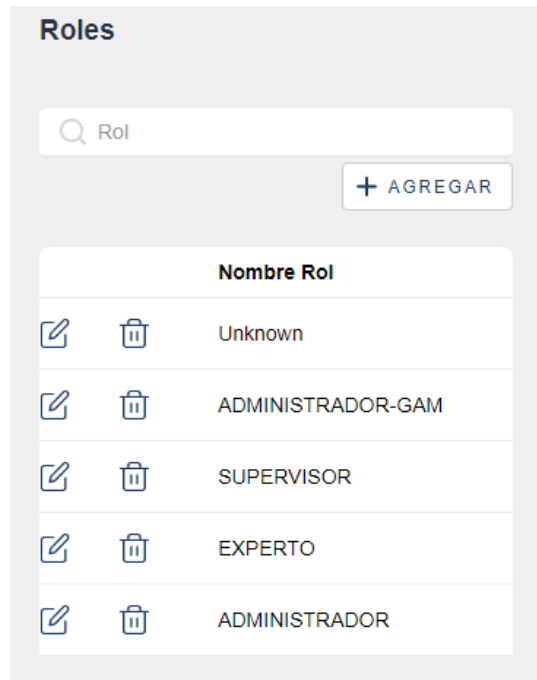 Roles
Rol
+ AGREGAR
Nombre Rol
Unknown
ADMINISTRADOR-GAM
SUPERVISOR
EXPERTO
ADMINISTRADOR